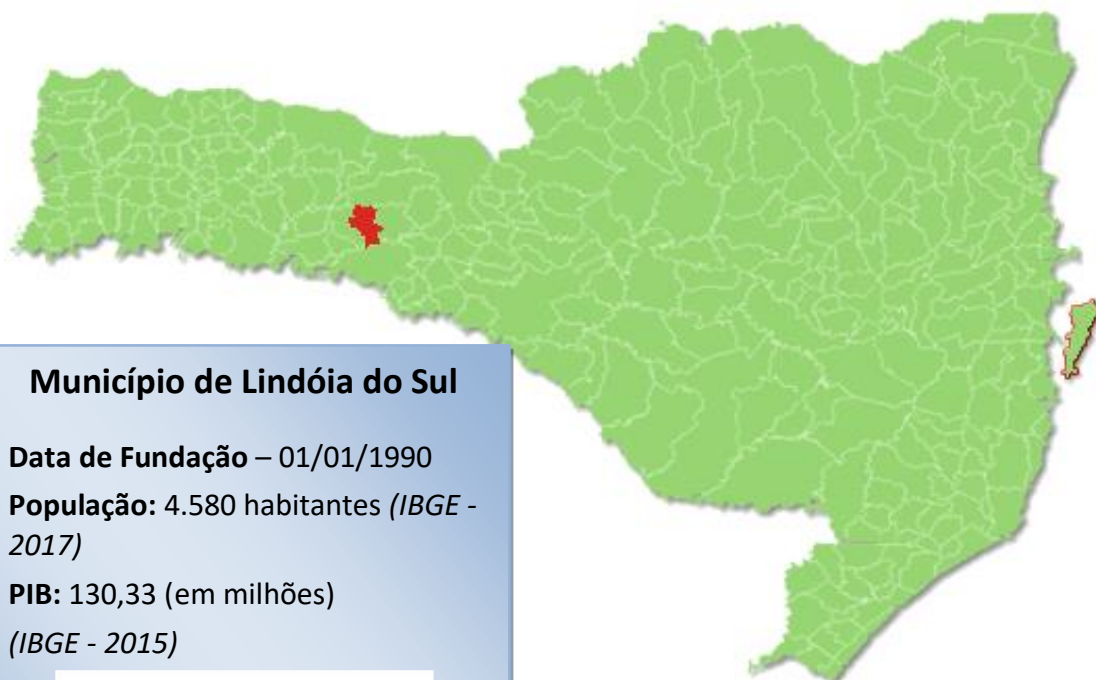 Município de Lindóia do Sul
Data de Fundação – 01/01/1990
População: 4.580 habitantes (IBGE -
2017)
PIB: 130,33 (em milhões)
(IBGE - 2015)